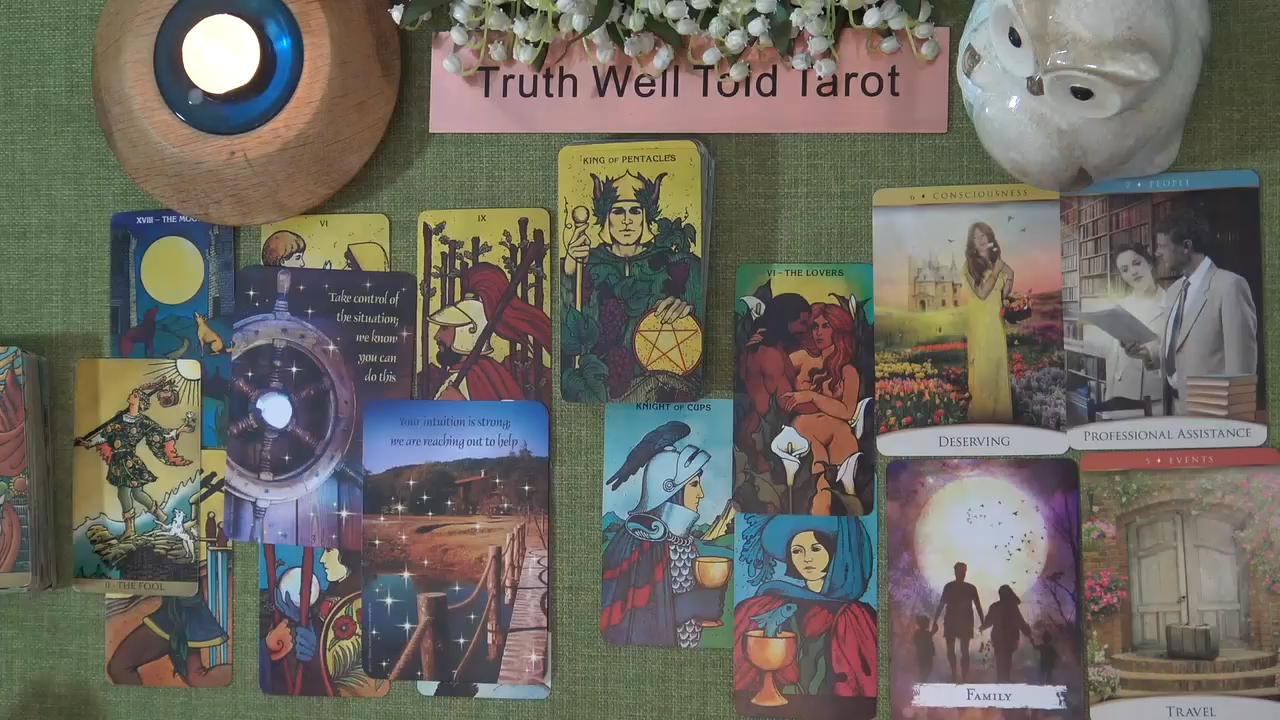 Truth Well Told Tarot
KING OF PENTACLES
XVIII – THE MOON
VI
IX
Take control of
the situation;
we know
you can
do this
3
Your intuition is strong;
we are reaching out to help
0 - THE FOOL
VI – THE LOVERS
KNIGHT OF CUPS
6 ♦ CONSCIOUSNESS
DESERVING
7 ♦ PEOPLE
PROFESSIONAL ASSISTANCE
FAMILY
5 ♦ EVENTS
TRAVEL